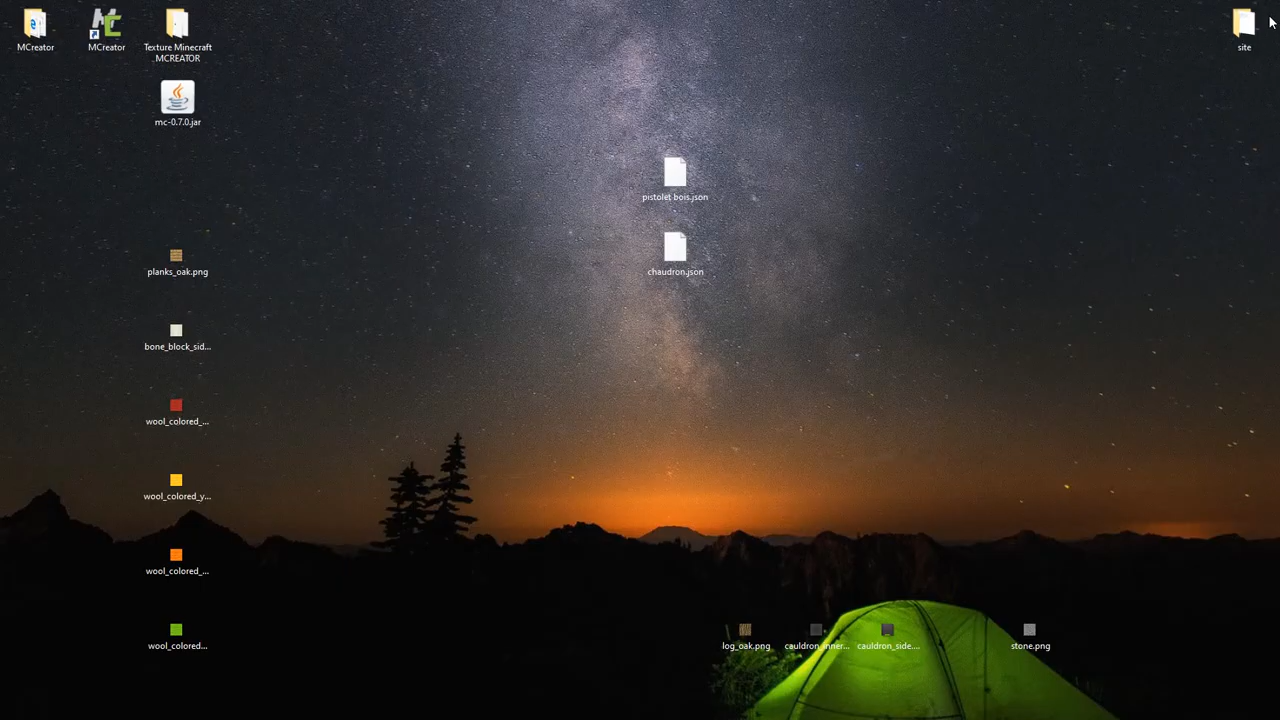 MCreator
MCreator
Texture Minecraft
MCREATOR
site
mc-0.7.0.jar
pistolet bois.json
chaudron.json
planks_oak.png
bone_block_sid...
wool_colored_...
wool_colored_y...
wool_colored_...
wool_colored...
log_oak.png
cauldron_inner...
cauldron_side....
stone.png